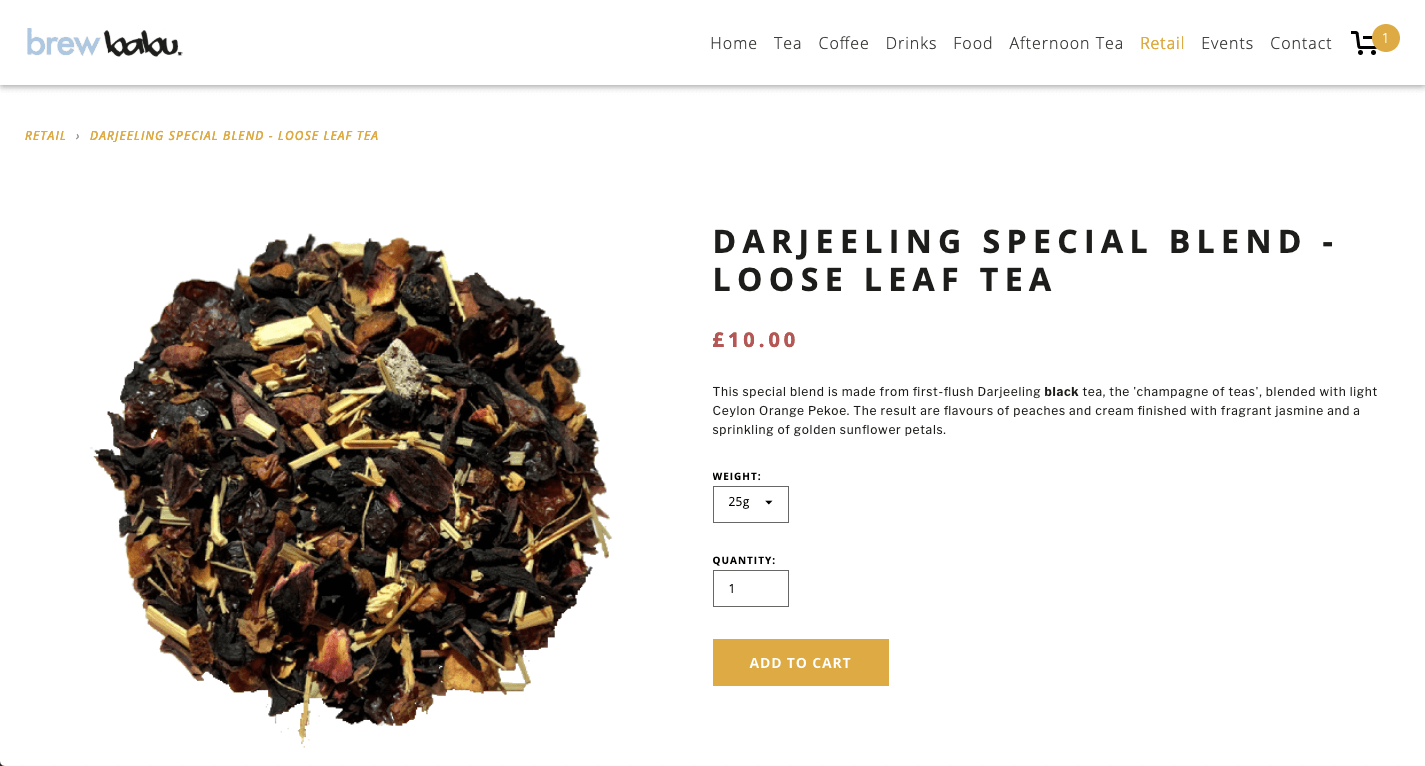 brew babu.
Home Tea Coffee Drinks Food Afternoon Tea Retail Events Contact 1
RETAIL › DARJEELING SPECIAL BLEND - LOOSE LEAF TEA
DARJEELING SPECIAL BLEND -
LOOSE LEAF TEA
£10.00
This special blend is made from first-flush Darjeeling black tea, the 'champagne of teas', blended with light
Ceylon Orange Pekoe. The result are flavours of peaches and cream finished with fragrant jasmine and a
sprinkling of golden sunflower petals.
WEIGHT:
25g
QUANTITY:
1
ADD TO CART